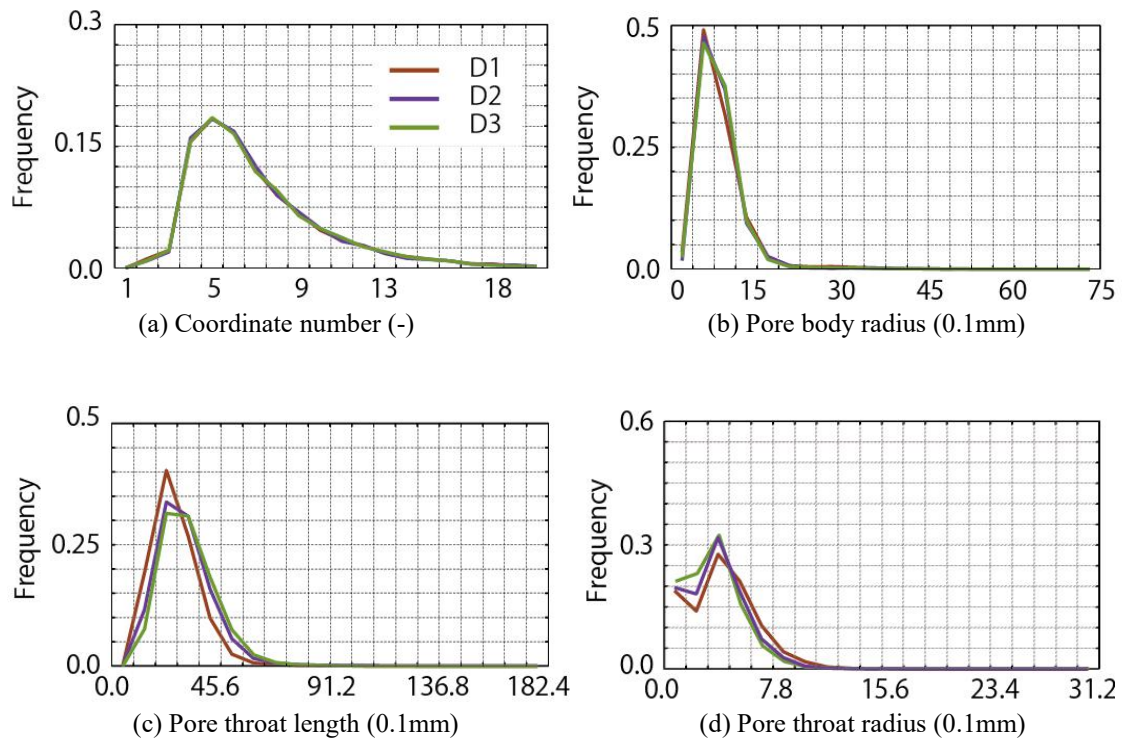 0.3
0.15
0.0
Frequency
D1
D2
D3
1 5 9 13 18
(a) Coordinate number (-)
0.5
0.25
0.0
Frequency
0 15 30 45 60 75
(b) Pore body radius (0.1mm)
0.5
0.25
0.0
Frequency
0.0 45.6 91.2 136.8 182.4
(c) Pore throat length (0.1mm)
0.6
0.3
0.0
Frequency
0.0 7.8 15.6 23.4 31.2
(d) Pore throat radius (0.1mm)